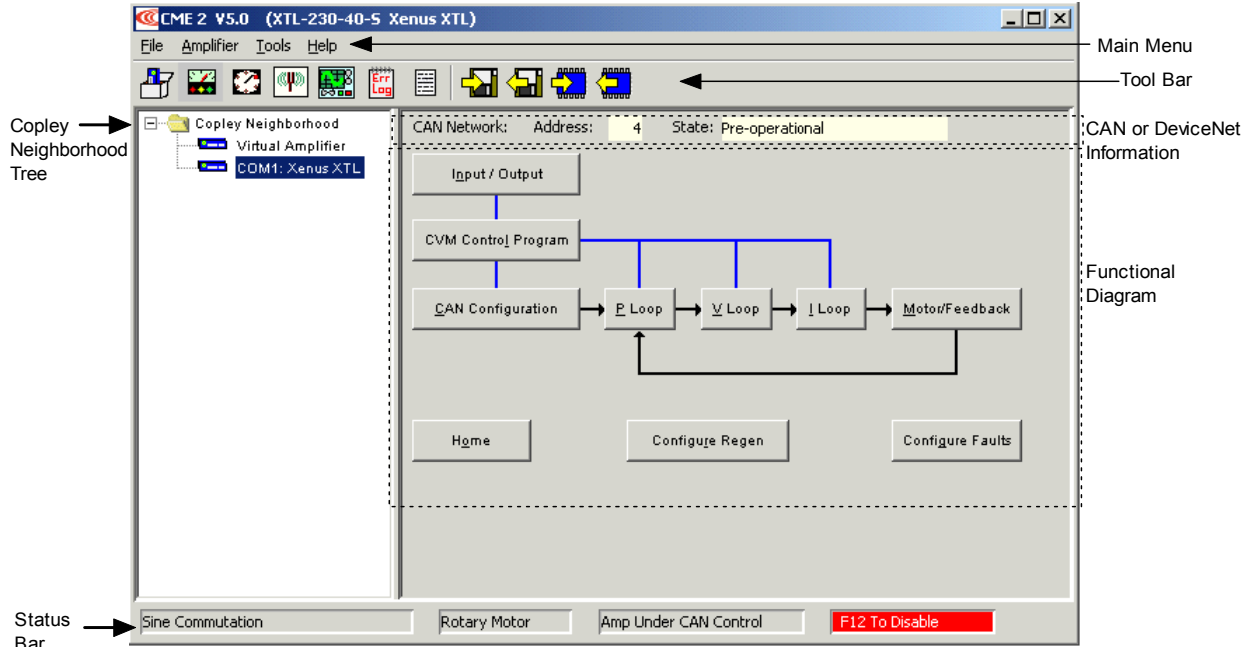 CME 2 V5.0 (XTL-230-40-S Xenus XTL)
File Amplifier Tools Help
Main Menu
Err Log
Tool Bar
Copley Neighborhood Tree
Copley Neighborhood
Virtual Amplifier
COM1: Xenus XTL
CAN Network: Address: 4 State: Pre-operational
CAN or DeviceNet Information
Input / Output
CVM Control Program
CAN Configuration
P Loop
V Loop
I Loop
Motor/Feedback
Functional Diagram
Home
Configure Regen
Configure Faults
Status Bar
Sine Commutation
Rotary Motor
Amp Under CAN Control
F12 To Disable